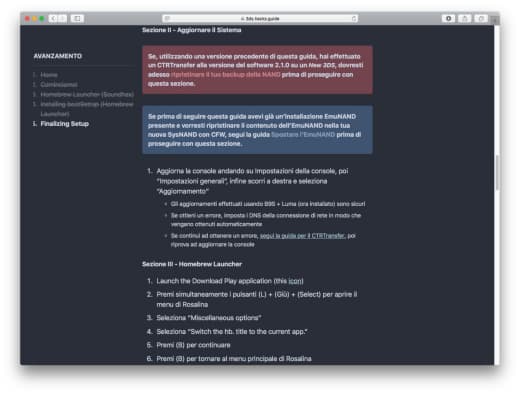 3ds.hacks.guide
Sezione II - Aggiornare il Sistema
AVANZAMENTO
1. Home
2. Cominciamo!
3. Homebrew Launcher (Soundhax)
4. Installing boot9strap (Homebrew
Launcher)
5. Finalizing Setup
Se, utilizzando una versione precedente di questa guida, hai effettuato
un CTRTransfer alla versione del software 2.1.0 su un New 3DS, dovresti
adesso ripristinare il tuo backup della NAND prima di proseguire con
questa sezione.
Se prima di seguire questa guida avevi già un'installazione EmuNAND
presente e vorresti ripristinare il contenuto dell'EmuNAND nella tua
nuova SysNAND con CFW, segui la guida Spostare l'EmuNAND prima di
proseguire con questa sezione.
1. Aggiorna la console andando su Impostazioni della console, poi
"Impostazioni generali", infine scorri a destra e seleziona
"Aggiornamento"
Gli aggiornamenti effettuati usando B9S + Luma (ora installato) sono sicuri
Se ottieni un errore, imposta i DNS della connessione di rete in modo che
vengano ottenuti automaticamente
Se continui ad ottenere un errore, segui la guida per il CTRTransfer, poi
riprova ad aggiornare la console
Sezione III - Homebrew Launcher
1. Launch the Download Play application (this icon)
2. Premi simultaneamente i pulsanti (L) + (Giù) + (Select) per aprire il
menu di Rosalina
3. Seleziona "Miscellaneous options"
4. Seleziona "Switch the hb. title to the current app."
5. Premi (B) per continuare
6. Premi (B) per tornare al menu principale di Rosalina